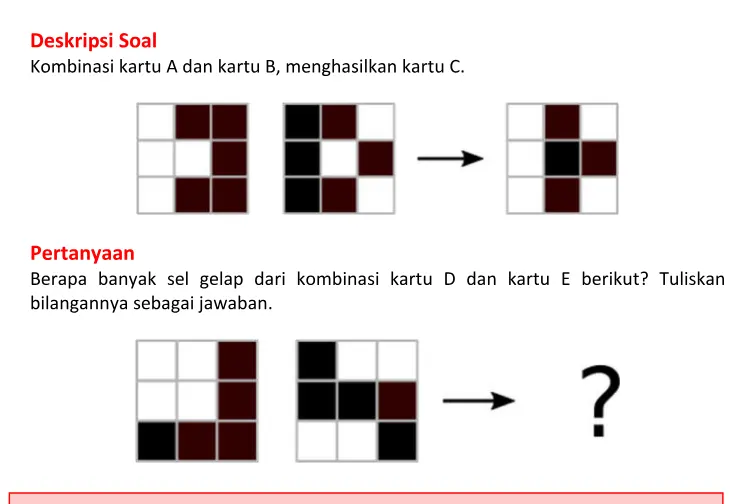 Deskripsi Soal
Kombinasi kartu A dan kartu B, menghasilkan kartu C.
Pertanyaan
Berapa banyak sel gelap dari kombinasi kartu D dan kartu E berikut? Tuliskan
bilangannya sebagai jawaban.
?